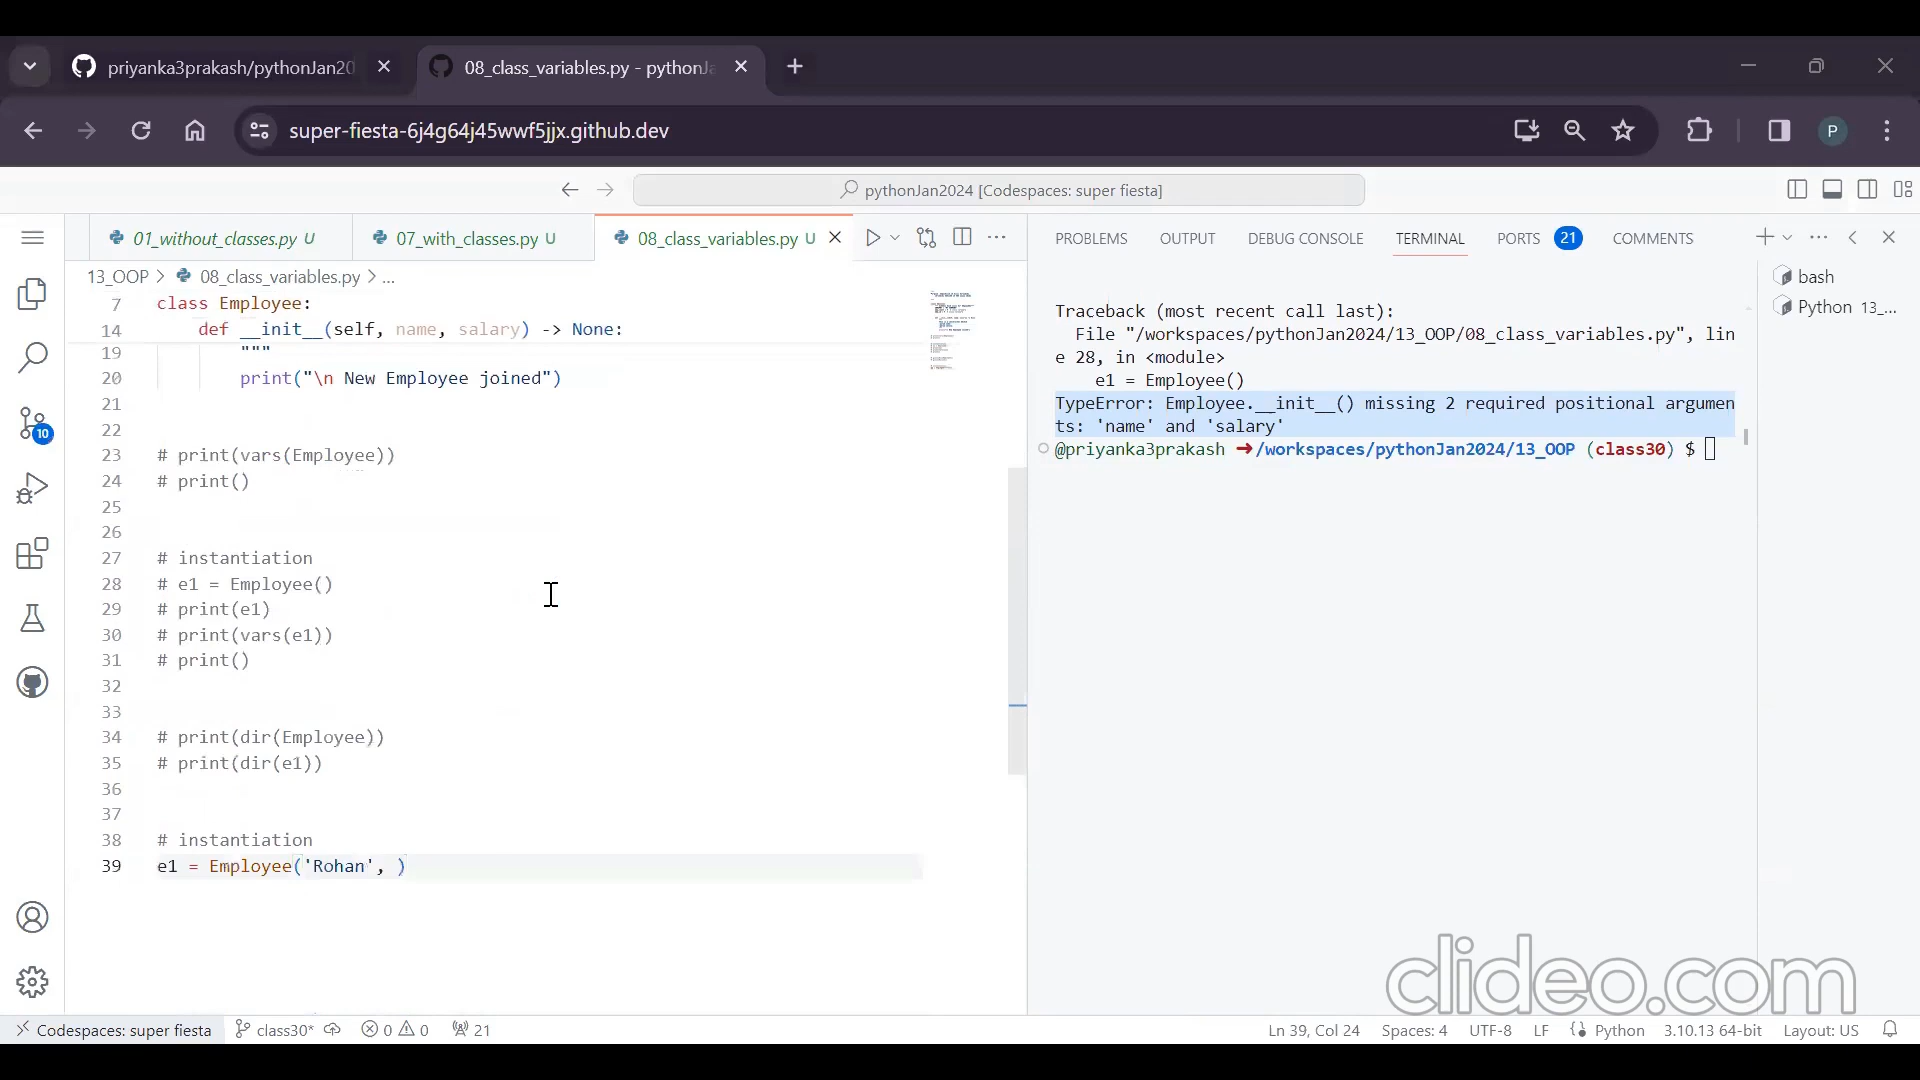 priyanka3prakash/pythonJan20
08_class_variables.py - pythonJa
super-fiesta-6j4g64j45wwf5jjx.github.dev
P
pythonJan2024 [Codespaces: super fiesta]
01_without_classes.py U
07_with_classes.py U
08_class_variables.py U
PROBLEMS OUTPUT DEBUG CONSOLE TERMINAL PORTS 21 COMMENTS
13_OOP > 08_class_variables.py > ...
7 class Employee:
14 def __init__(self, name, salary) -> None:
19 """
20 print("\n New Employee joined")
21
22
23 # print(vars(Employee))
24 # print()
25
26
27 # instantiation
28 # e1 = Employee()
29 # print(e1)
30 # print(vars(e1))
31 # print()
32
33
34 # print(dir(Employee))
35 # print(dir(e1))
36
37
38 # instantiation
39 e1 = Employee('Rohan', )
10
Traceback (most recent call last):
File "/workspaces/pythonJan2024/13_OOP/08_class_variables.py", lin
e 28, in <module>
e1 = Employee()
TypeError: Employee.__init__() missing 2 required positional argumen
ts: 'name' and 'salary'
@priyanka3prakash ➜/workspaces/pythonJan2024/13_OOP (class30) $
bash
Python 13_...
clideo.com
Codespaces: super fiesta class30* 0 0 21
Ln 39, Col 24 Spaces: 4 UTF-8 LF Python 3.10.13 64-bit Layout: US